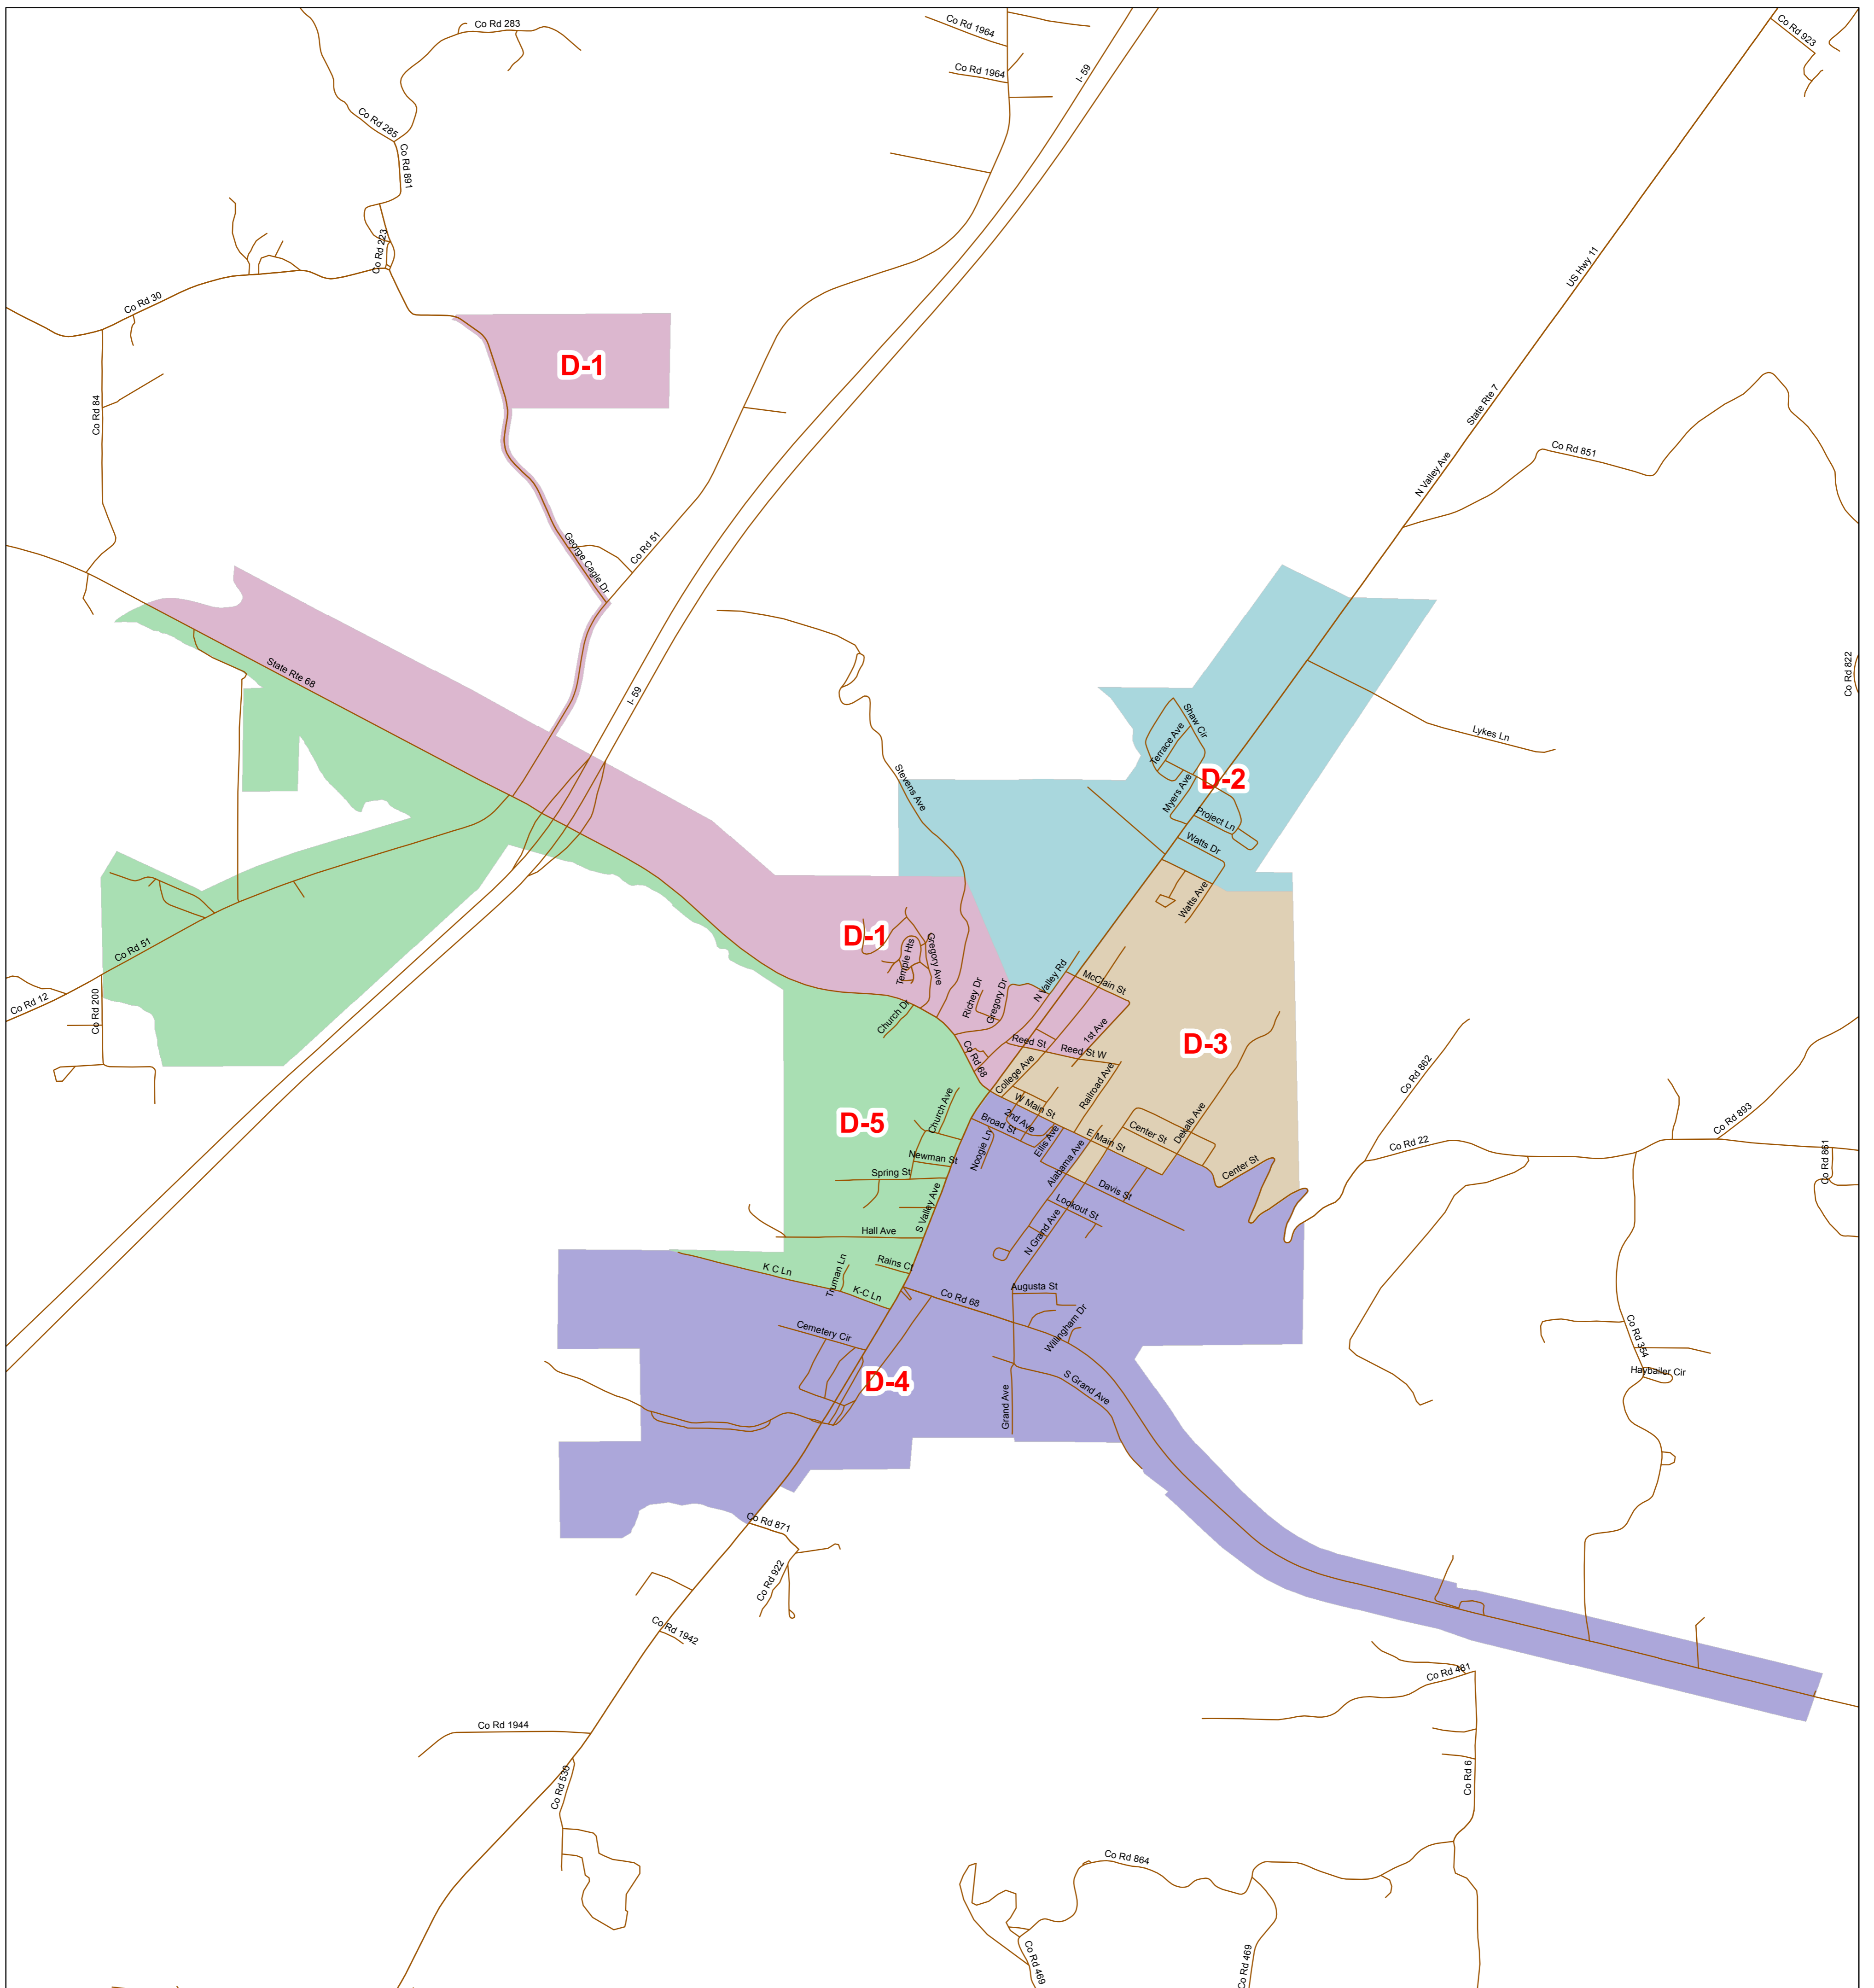 Co Rd 283
Co Rd 1964
Co Rd 923
Co Rd 1964
I- 59
Co Rd 285
Co Rd 891
Co Rd 223
US Hwy 11
Co Rd 30
D-1
State Rte 7
Co Rd 84
Co Rd 851
N Valley Ave
George Cagle Dr
Co Rd 51
State Rte 68
I- 59
Co Rd 822
Shaw Cir
Terrace Ave
Lykes Ln
D-2
Stevens Ave
Myers Ave
Project Ln
Watts Dr
Watts Ave
D-1
Co Rd 51
Temple Hts
Gregory Ave
N Valley Rd
McClain St
Richey Dr
Gregory Dr
Co Rd 12
Co Rd 200
Church Dr
1st Ave
D-3
Reed St
Reed St W
Co Rd 68
College Ave
Railroad Ave
Co Rd 862
W Main St
Church Ave
D-5
2nd Ave
Broad St
Dekalb Ave
Co Rd 893
Center St
E Main St
Ellis Ave
Noogie Ln
Co Rd 22
Newman St
Alabama Ave
Spring St
Center St
Co Rd 861
Davis St
Lookout St
S Valley Ave
Hall Ave
N Grand Ave
Rains Ct
K C Ln
Truman Ln
K-C Ln
Augusta St
Co Rd 68
Cemetery Cir
Willingham Dr
Co Rd 354
Haybailer Cir
D-4
S Grand Ave
Grand Ave
Co Rd 871
Co Rd 922
Co Rd 1942
Co Rd 481
Co Rd 1944
Co Rd 6
Co Rd 530
Co Rd 864
Co Rd 469
Co Rd 469